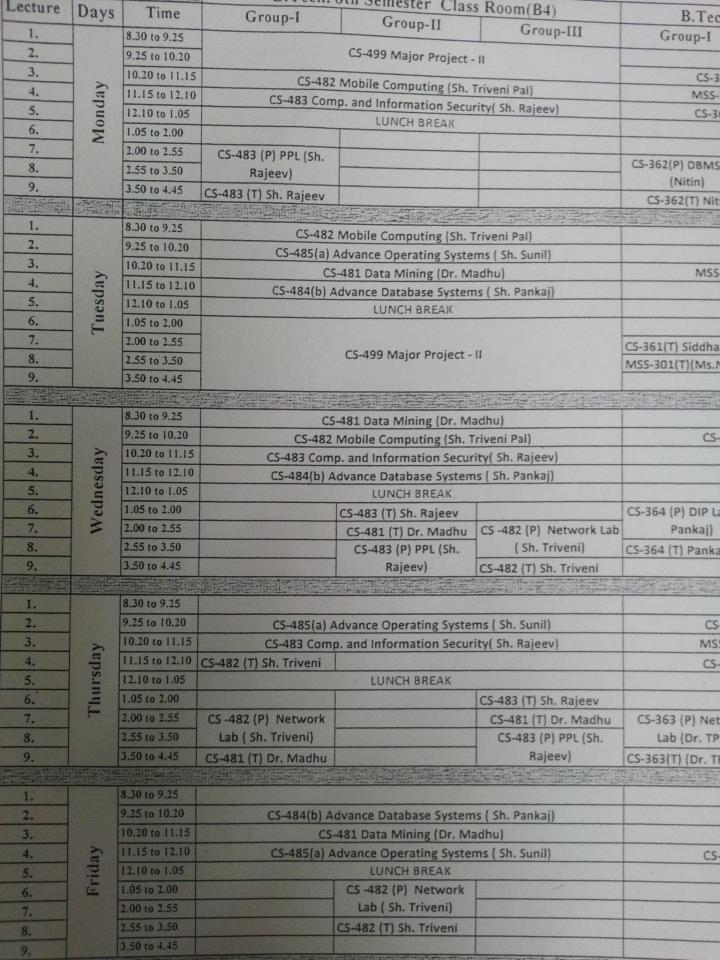 Semester Class Room(B4)
Lecture Days Time Group-I Group-II Group-III B.Tec
Group-I
Monday
1. 8.30 to 9.25
2. 9.25 to 10.20 CS-499 Major Project - II
3. 10.20 to 11.15 CS-482 Mobile Computing (Sh. Triveni Pal) CS-3
4. 11.15 to 12.10 CS-483 Comp. and Information Security( Sh. Rajeev) MSS-
5. 12.10 to 1.05 LUNCH BREAK CS-3
6. 1.05 to 2.00
7. 2.00 to 2.55 CS-483 (P) PPL (Sh.
8. 2.55 to 3.50 Rajeev) CS-362(P) DBMS
(Nitin)
9. 3.50 to 4.45 CS-483 (T) Sh. Rajeev CS-362(T) Nit
Tuesday
1. 8.30 to 9.25 CS-482 Mobile Computing (Sh. Triveni Pal)
2. 9.25 to 10.20 CS-485(a) Advance Operating Systems ( Sh. Sunil)
3. 10.20 to 11.15 CS-481 Data Mining (Dr. Madhu) MSS
4. 11.15 to 12.10 CS-484(b) Advance Database Systems ( Sh. Pankaj)
5. 12.10 to 1.05 LUNCH BREAK
6. 1.05 to 2.00
7. 2.00 to 2.55 CS-499 Major Project - II CS-361(T) Siddha
8. 2.55 to 3.50 MSS-301(T)(Ms.N
9. 3.50 to 4.45
Wednesday
1. 8.30 to 9.25 CS-481 Data Mining (Dr. Madhu)
2. 9.25 to 10.20 CS-482 Mobile Computing (Sh. Triveni Pal) CS-
3. 10.20 to 11.15 CS-483 Comp. and Information Security( Sh. Rajeev)
4. 11.15 to 12.10 CS-484(b) Advance Database Systems ( Sh. Pankaj)
5. 12.10 to 1.05 LUNCH BREAK
6. 1.05 to 2.00 CS-483 (T) Sh. Rajeev CS-364 (P) DIP La
7. 2.00 to 2.55 CS-481 (T) Dr. Madhu CS -482 (P) Network Lab Pankaj)
8. 2.55 to 3.50 CS-483 (P) PPL (Sh. ( Sh. Triveni) CS-364 (T) Panka
9. 3.50 to 4.45 Rajeev) CS-482 (T) Sh. Triveni
Thursday
1. 8.30 to 9.25
2. 9.25 to 10.20 CS-485(a) Advance Operating Systems ( Sh. Sunil) CS-
3. 10.20 to 11.15 CS-483 Comp. and Information Security( Sh. Rajeev) MSS
4. 11.15 to 12.10 CS-482 (T) Sh. Triveni CS-
5. 12.10 to 1.05 LUNCH BREAK
6. 1.05 to 2.00 CS-483 (T) Sh. Rajeev
7. 2.00 to 2.55 CS -482 (P) Network CS-481 (T) Dr. Madhu CS-363 (P) Net
8. 2.55 to 3.50 Lab ( Sh. Triveni) CS-483 (P) PPL (Sh. Lab (Dr. TP
9. 3.50 to 4.45 CS-481 (T) Dr. Madhu Rajeev) CS-363(T) (Dr. TI
Friday
1. 8.30 to 9.25
2. 9.25 to 10.20 CS-484(b) Advance Database Systems ( Sh. Pankaj)
3. 10.20 to 11.15 CS-481 Data Mining (Dr. Madhu)
4. 11.15 to 12.10 CS-485(a) Advance Operating Systems ( Sh. Sunil) CS-
5. 12.10 to 1.05 LUNCH BREAK
6. 1.05 to 2.00 CS -482 (P) Network
7. 2.00 to 2.55 Lab ( Sh. Triveni)
8. 2.55 to 3.50 CS-482 (T) Sh. Triveni
9. 3.50 to 4.45